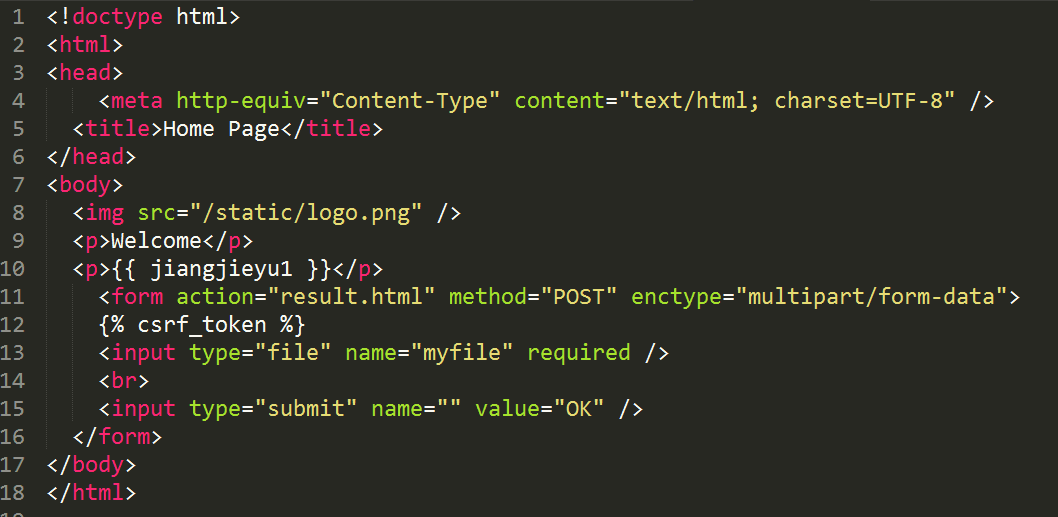 1 <!doctype html>
2 <html>
3 <head>
4 <meta http-equiv="Content-Type" content="text/html; charset=UTF-8" />
5 <title>Home Page</title>
6 </head>
7 <body>
8 <img src="/static/logo.png" />
9 <p>Welcome</p>
10 <p>{{ jiangjieyu1 }}</p>
11 <form action="result.html" method="POST" enctype="multipart/form-data">
12 {% csrf_token %}
13 <input type="file" name="myfile" required />
14 <br>
15 <input type="submit" name="" value="OK" />
16 </form>
17 </body>
18 </html>